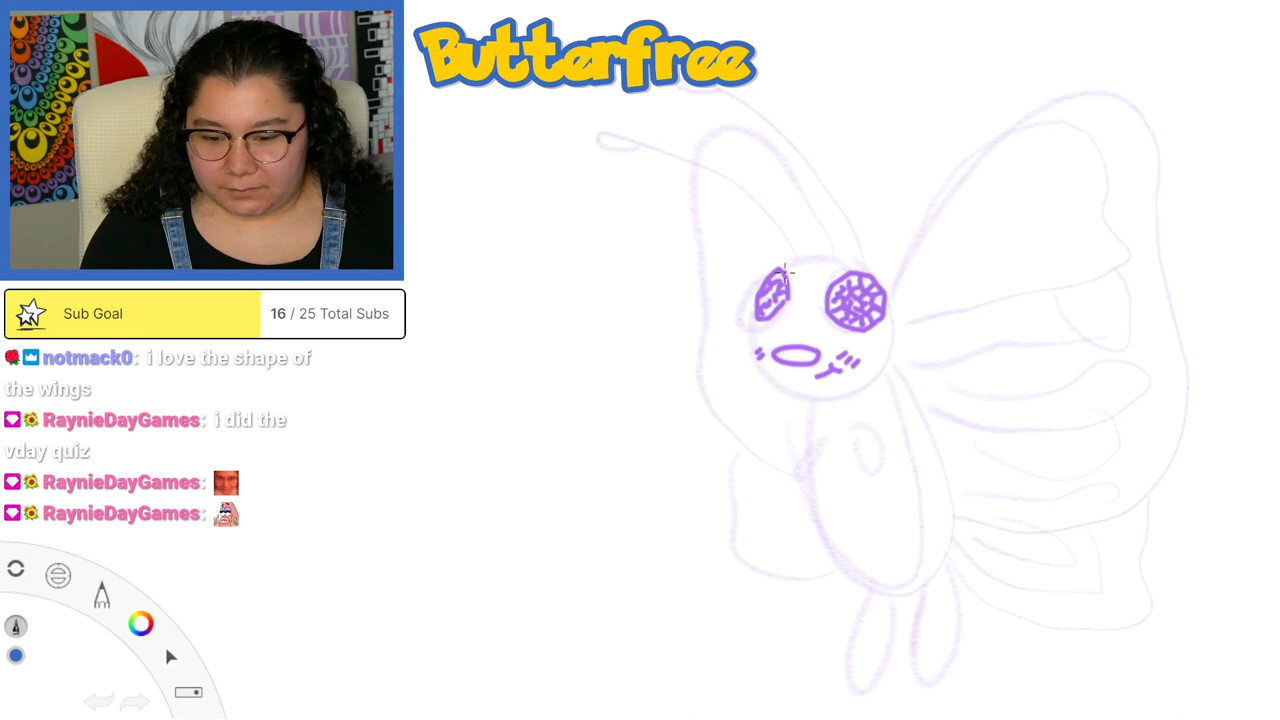 Butterfree
Sub Goal
16 / 25 Total Subs
notmack0: i love the shape of
the wings
RaynieDayGames: i did the
vday quiz
RaynieDayGames:
RaynieDayGames: